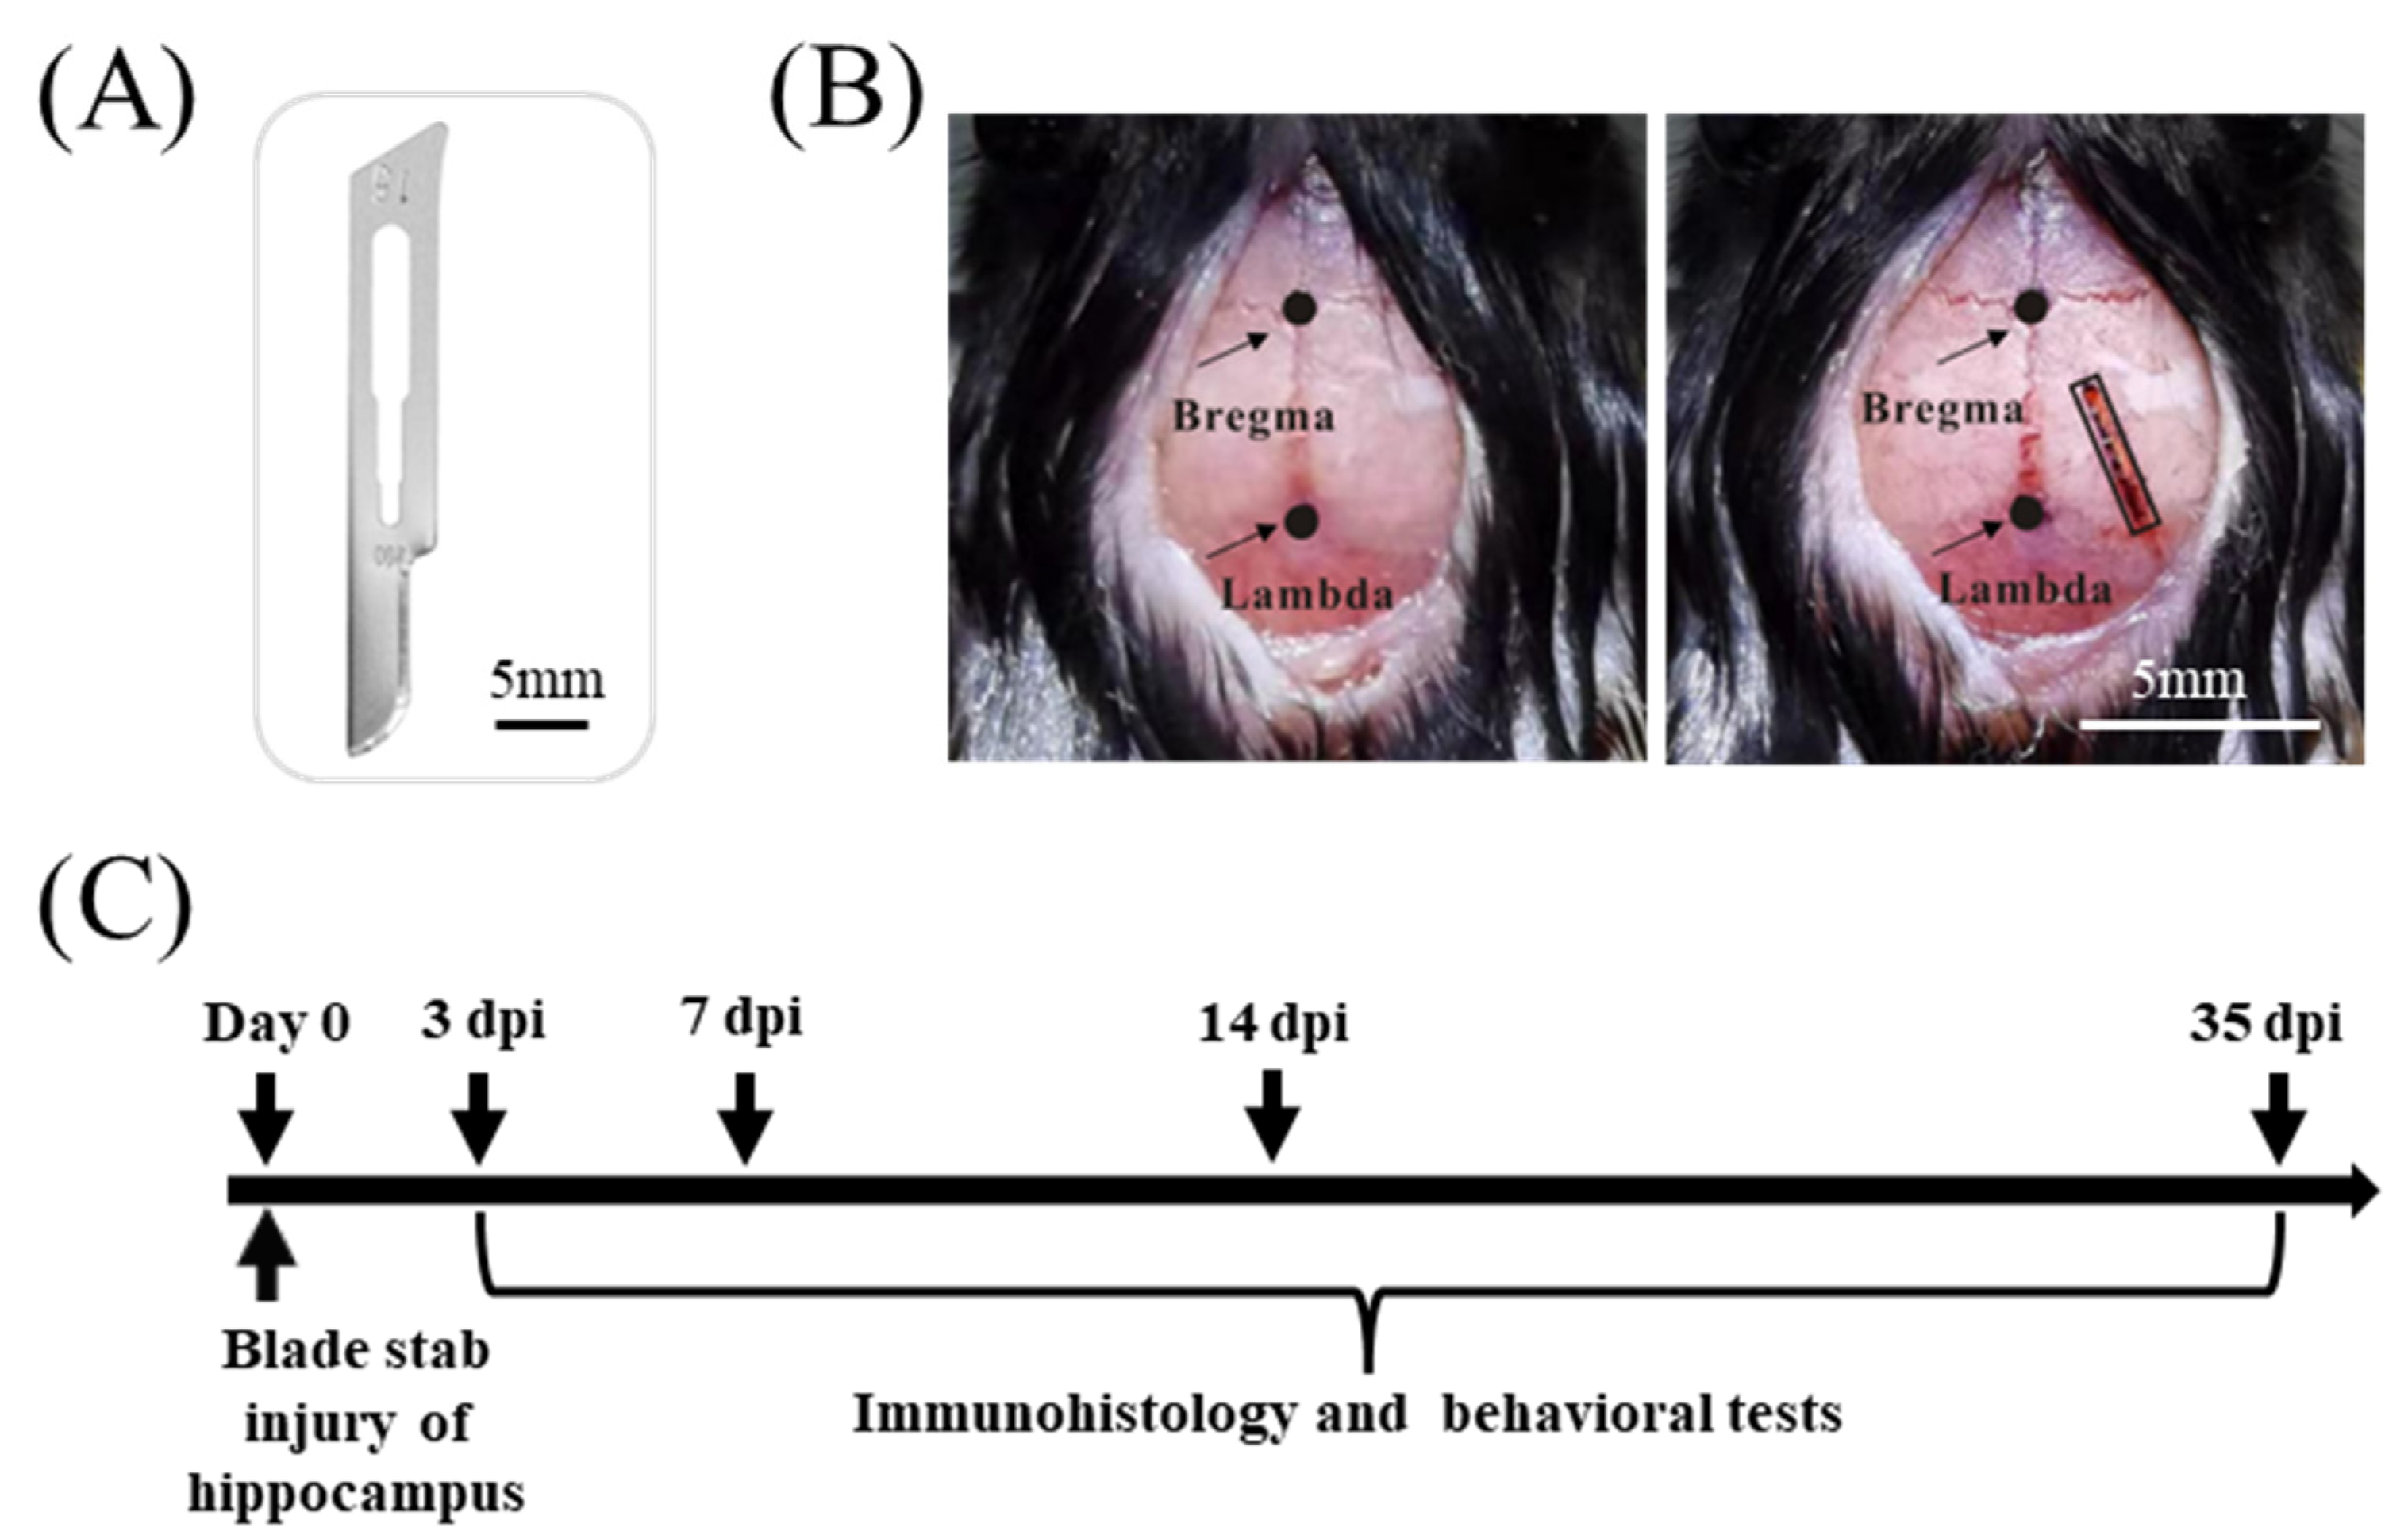 (A)
5mm
(B)
Bregma
Lambda
Bregma
Lambda
5mm
(C)
Day 0
3 dpi
7 dpi
14 dpi
35 dpi
Blade stab
injury of
hippocampus
Immunohistology and behavioral tests